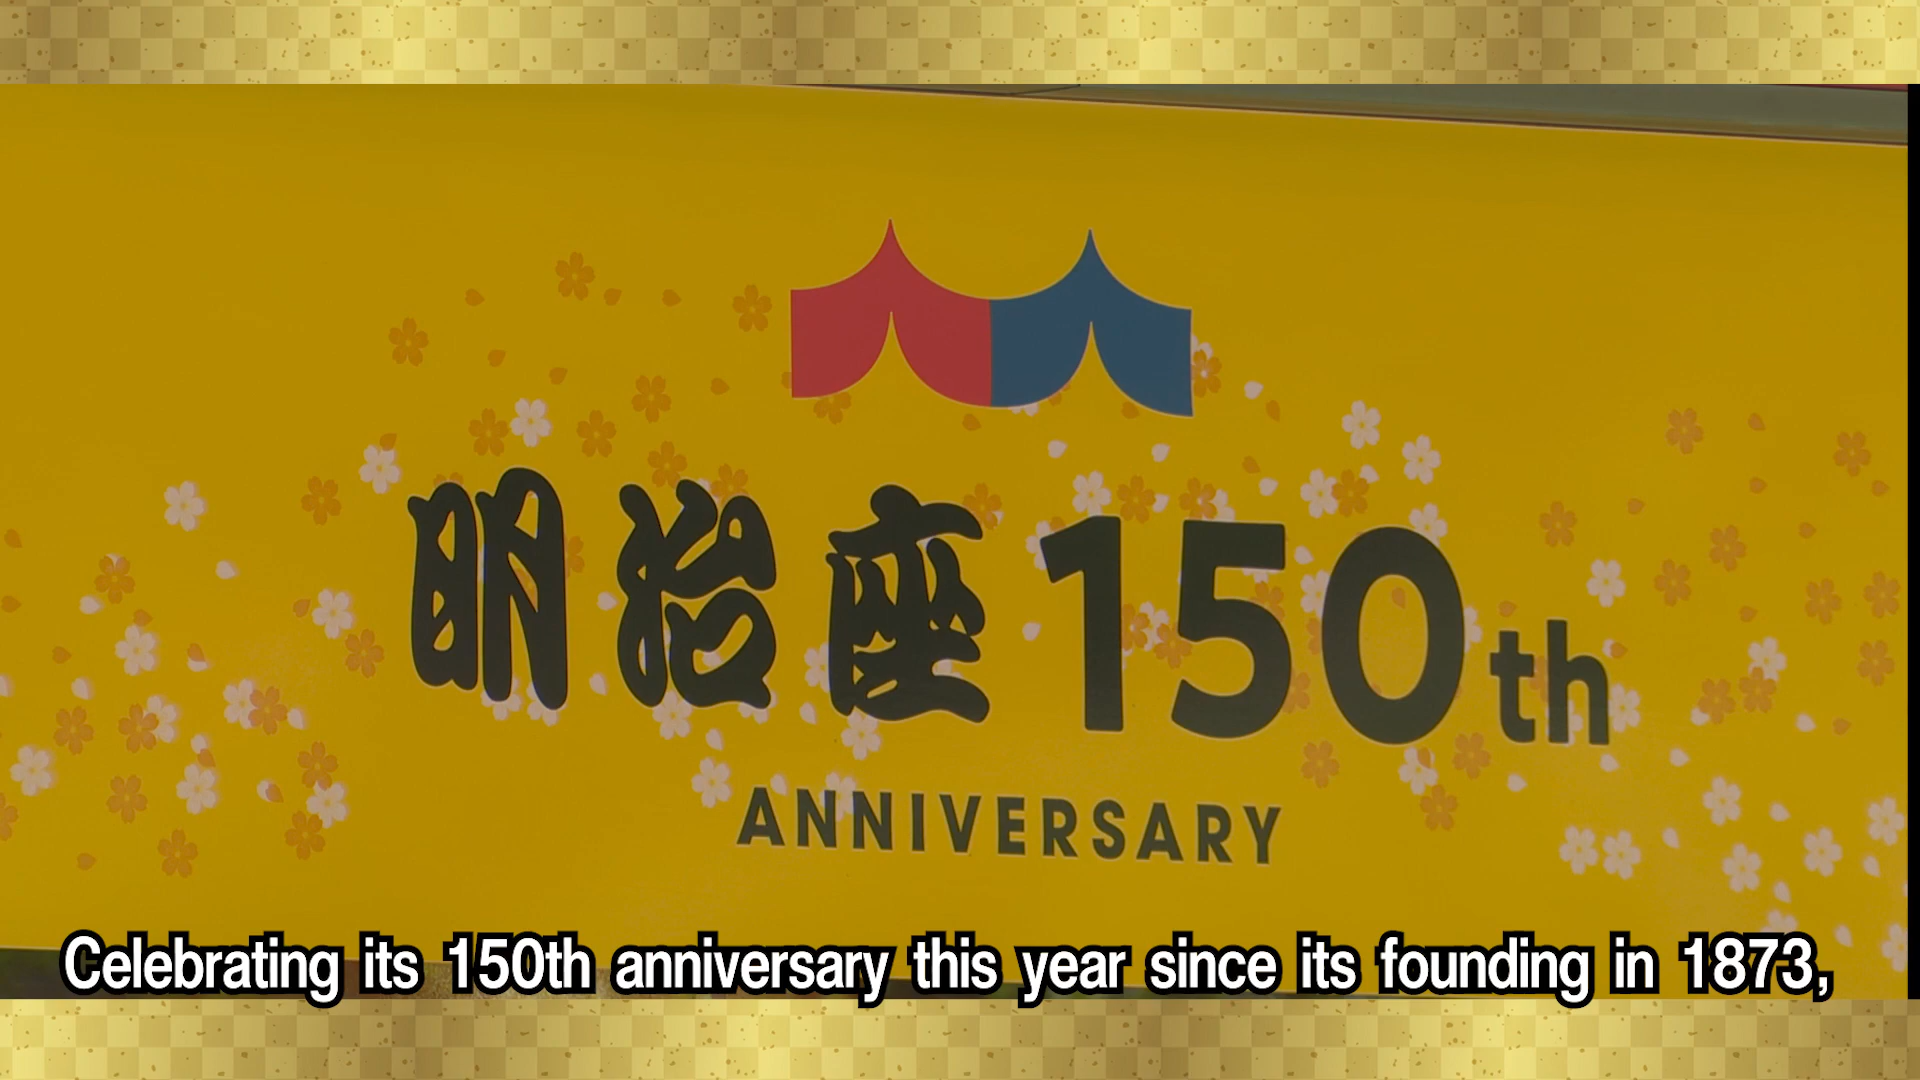 明治座150th
ANNIVERSARY
Celebrating its 150th anniversary this year since its founding in 1873,